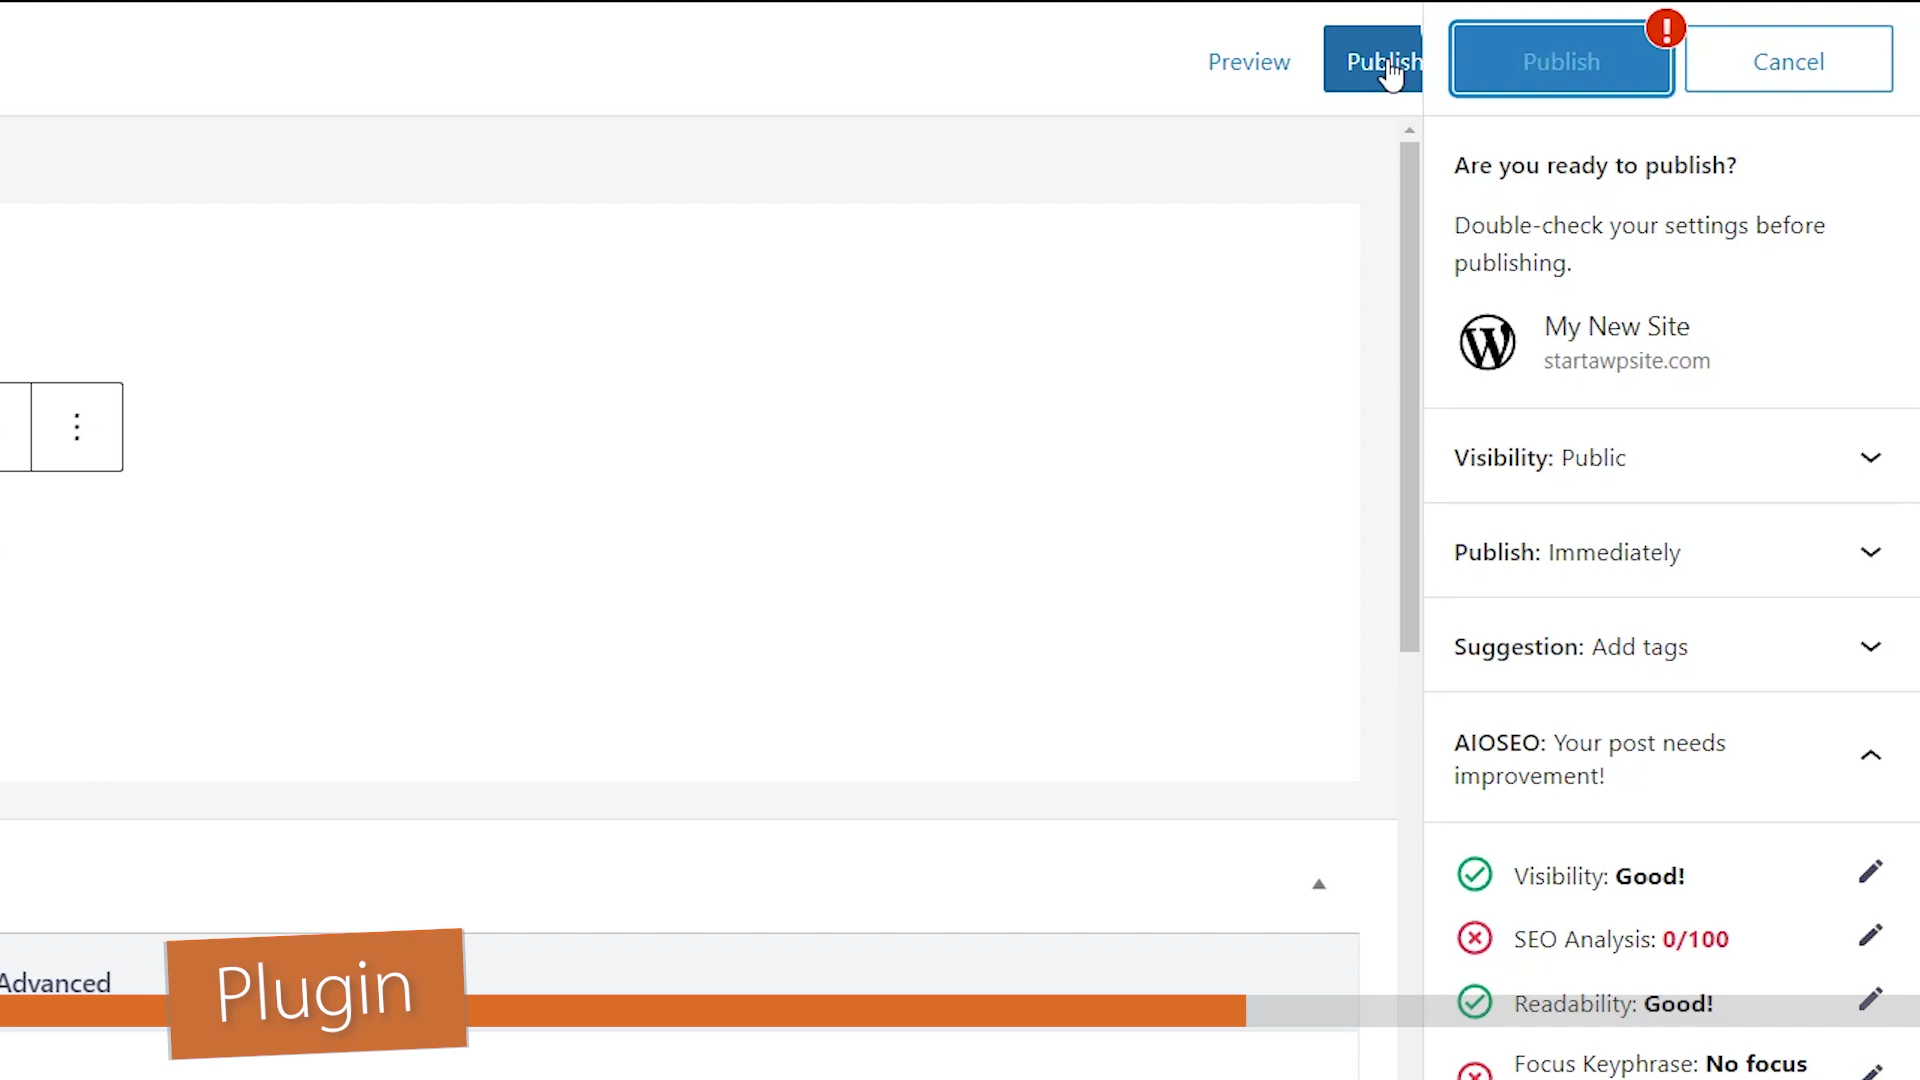 Preview
Publish
Publish
!
Cancel
Are you ready to publish?
Double-check your settings before
publishing.
My New Site
startawpsite.com
Visibility: Public
Publish: Immediately
Suggestion: Add tags
AIOSEO: Your post needs
improvement!
Visibility: Good!
SEO Analysis: 0/100
Readability: Good!
Focus Keyphrase: No focus
Advanced
Plugin